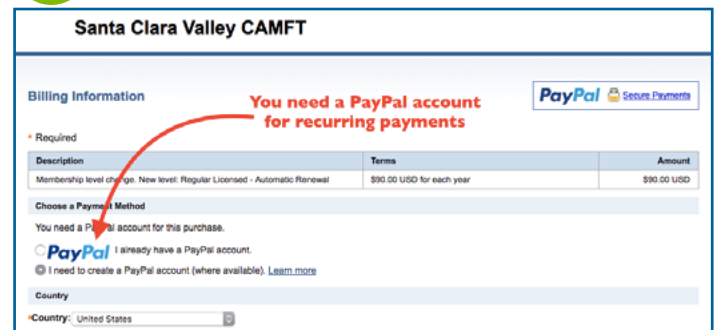 Santa Clara Valley CAMFT
Billing Information
You need a PayPal account
for recurring payments
PayPal Secure Payments
* Required
Description Terms Amount
Membership level change. New level: Regular Licensed - Automatic Renewal $90.00 USD for each year $90.00 USD
Choose a Payment Method
You need a PayPal account for this purchase.
PayPal I already have a PayPal account.
I need to create a PayPal account (where available). Learn more
Country
*Country: United States